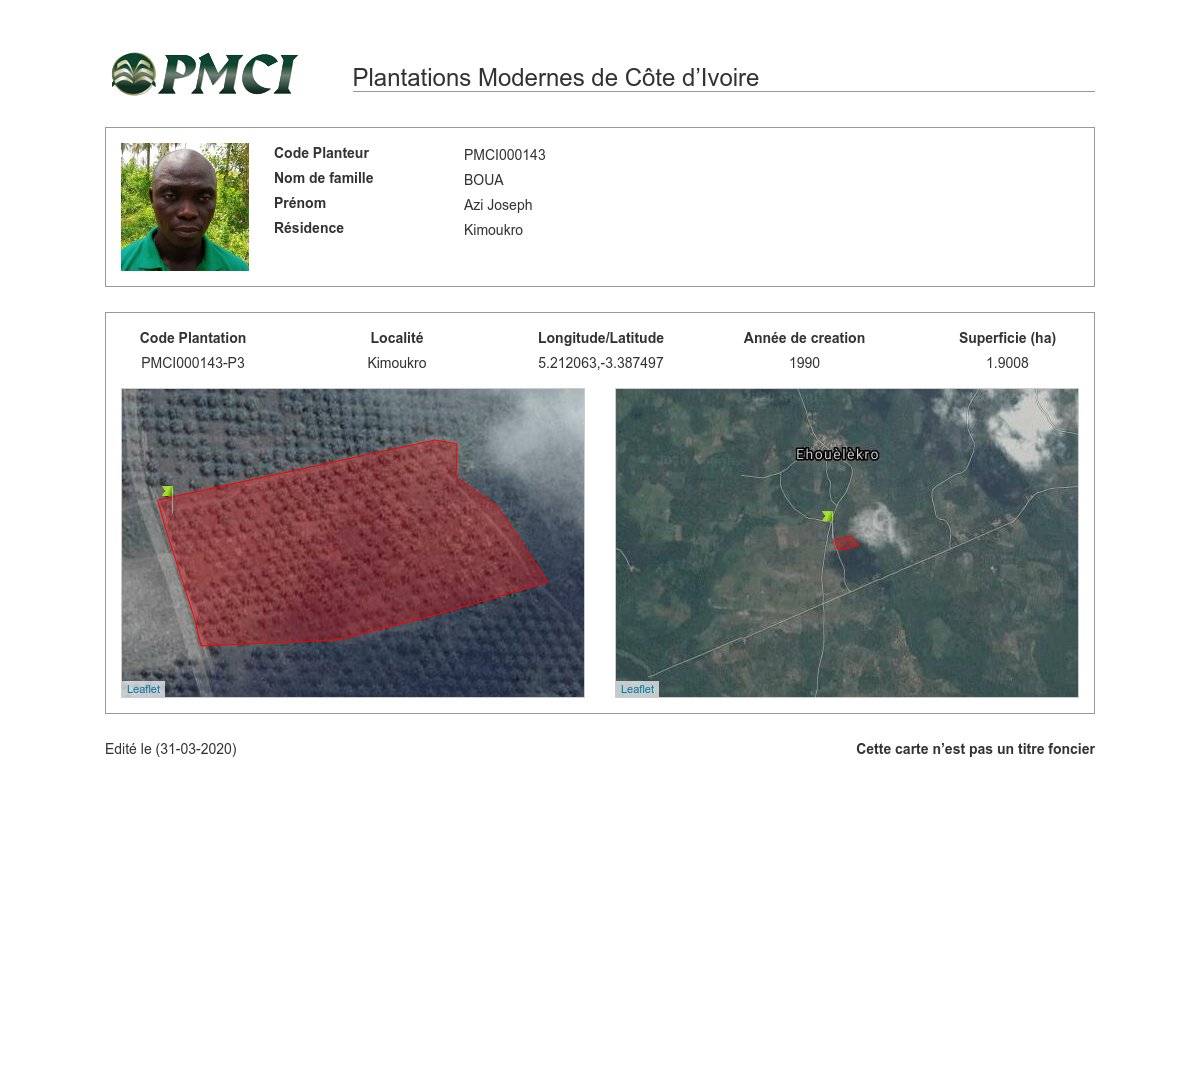 PMCI
Plantations Modernes de Côte d’Ivoire
Code Planteur PMCI000143
Nom de famille BOUA
Prénom Azi Joseph
Résidence Kimoukro
Code Plantation Localité Longitude/Latitude Année de creation Superficie (ha)
PMCI000143-P3 Kimoukro 5.212063,-3.387497 1990 1.9008
Ehouèlèkro
Leaflet Leaflet
Edité le (31-03-2020) Cette carte n’est pas un titre foncier